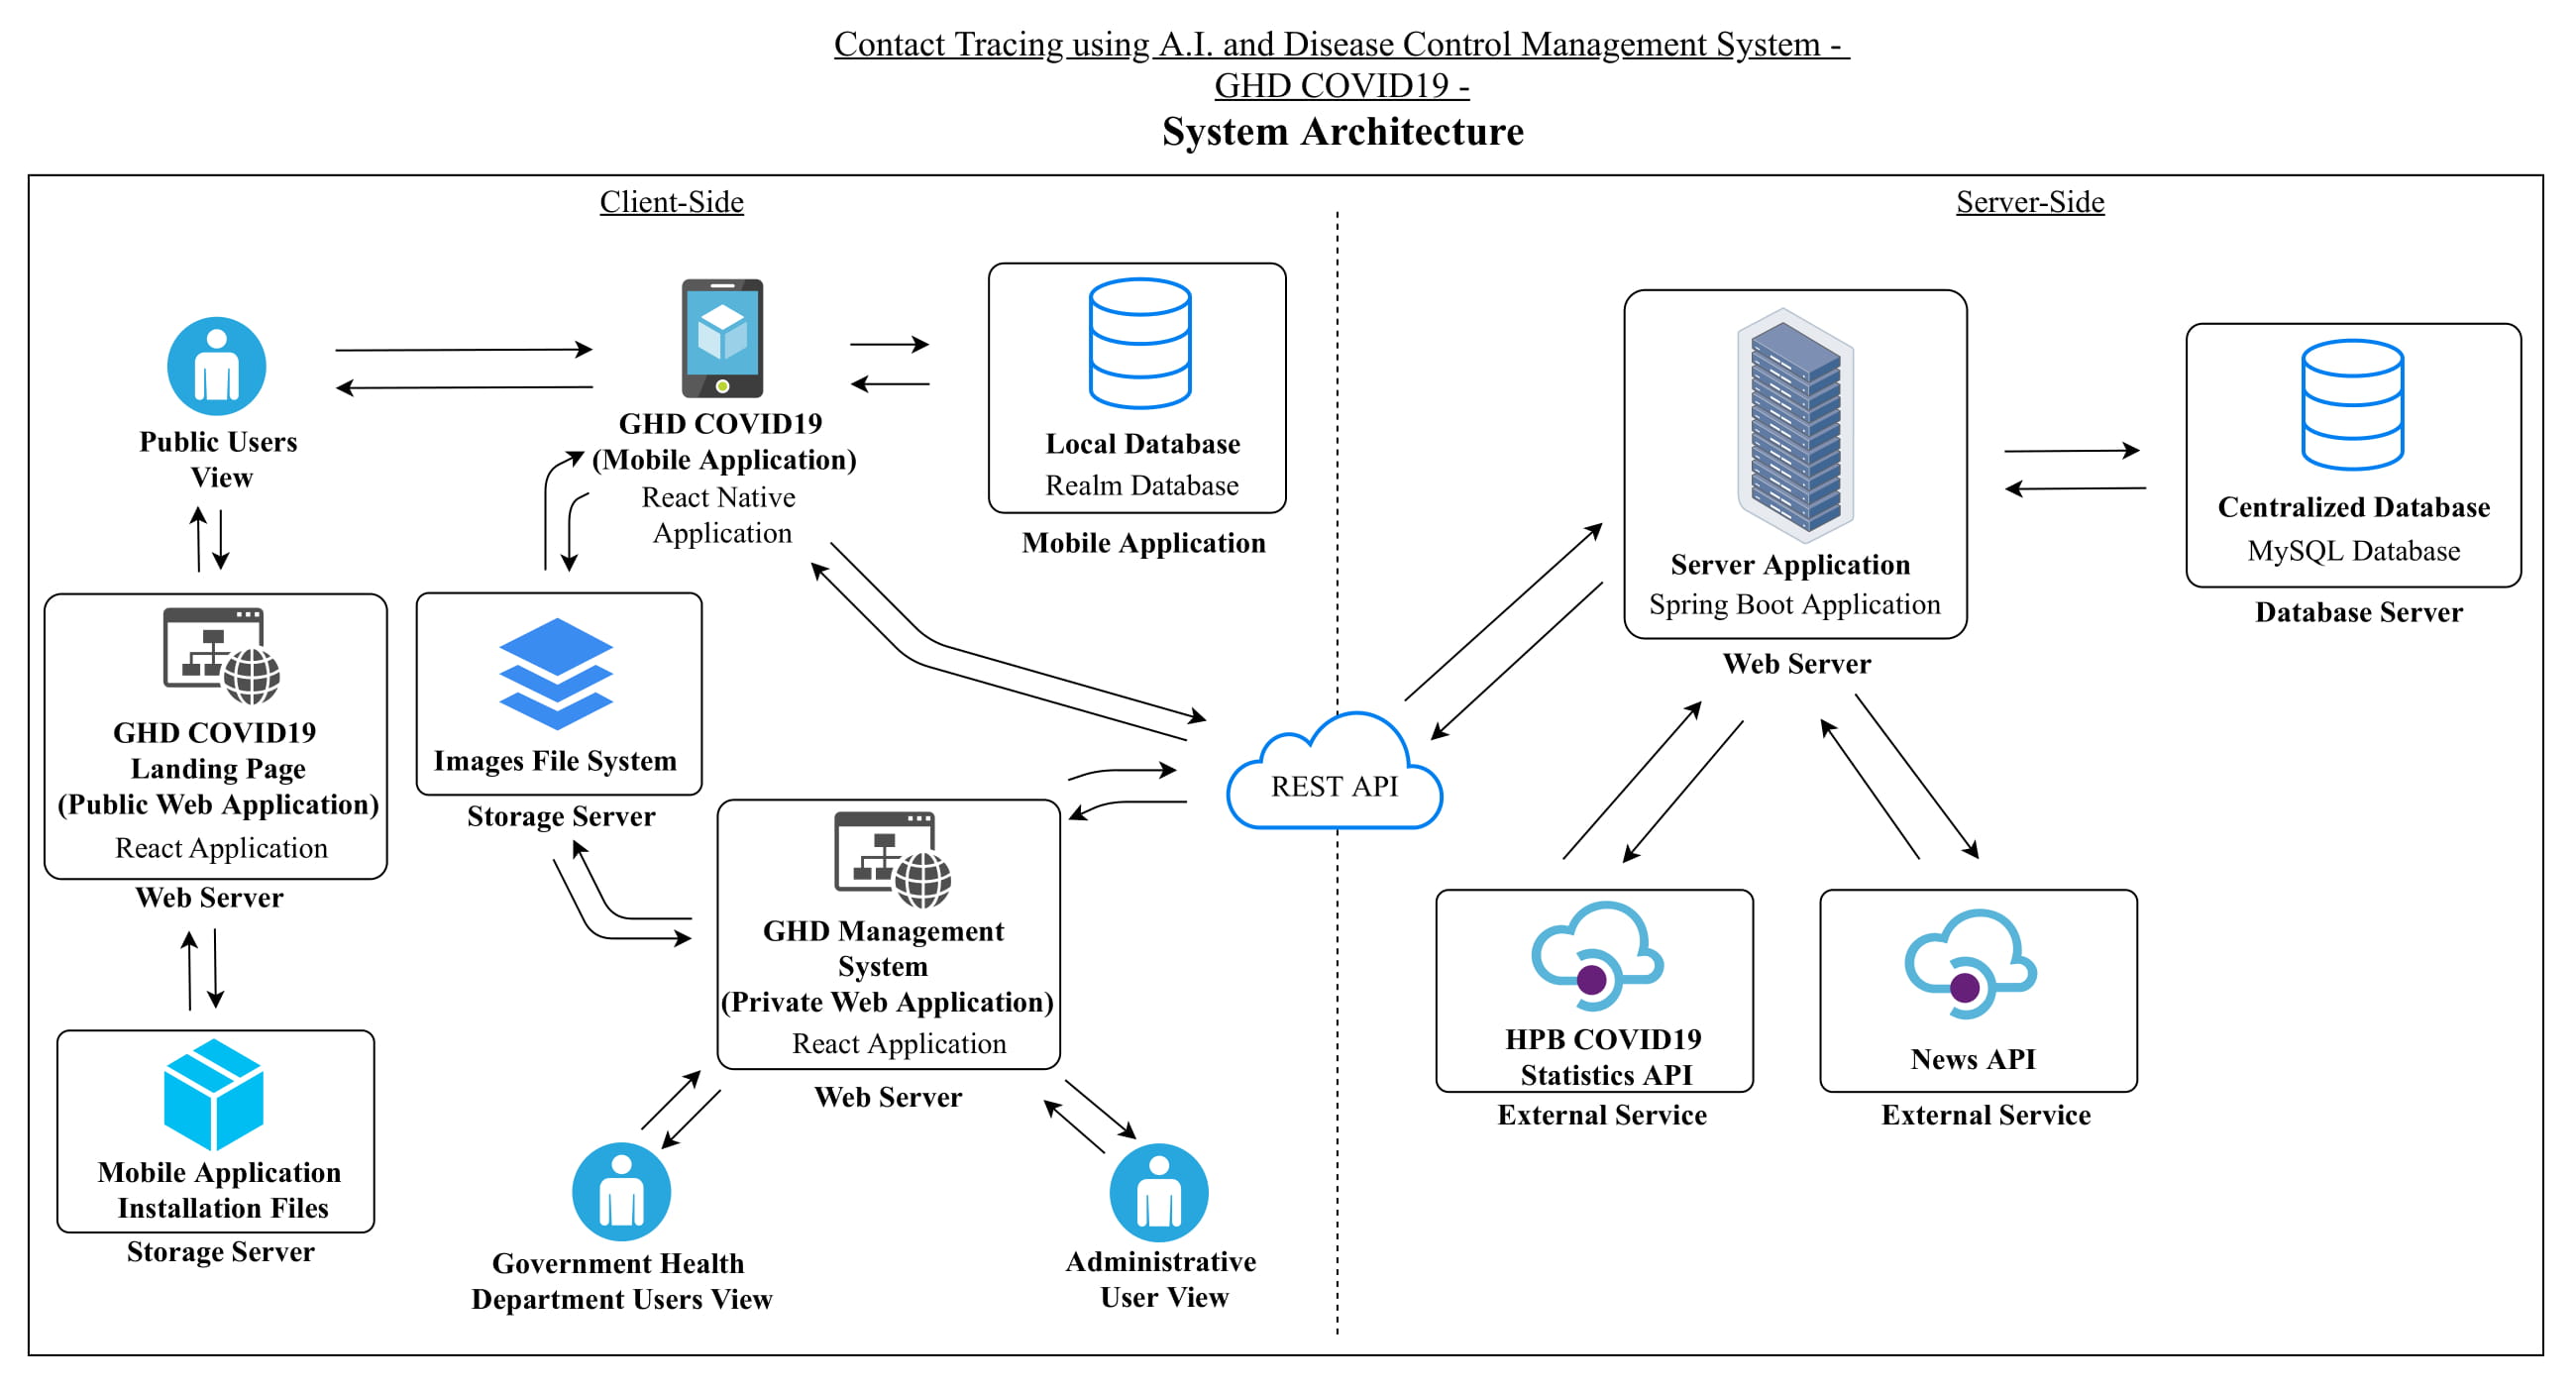 Contact Tracing using A.I. and Disease Control Management System -
GHD COVID19 -
System Architecture
Client-Side
Server-Side
Public Users
View
GHD COVID19
(Mobile Application)
React Native
Application
Local Database
Realm Database
Mobile Application
Server Application
Spring Boot Application
Web Server
Centralized Database
MySQL Database
Database Server
GHD COVID19
Landing Page
(Public Web Application)
React Application
Web Server
Images File System
Storage Server
REST API
GHD Management
System
(Private Web Application)
React Application
Web Server
Mobile Application
Installation Files
Storage Server
Government Health
Department Users View
Administrative
User View
HPB COVID19
Statistics API
External Service
News API
External Service